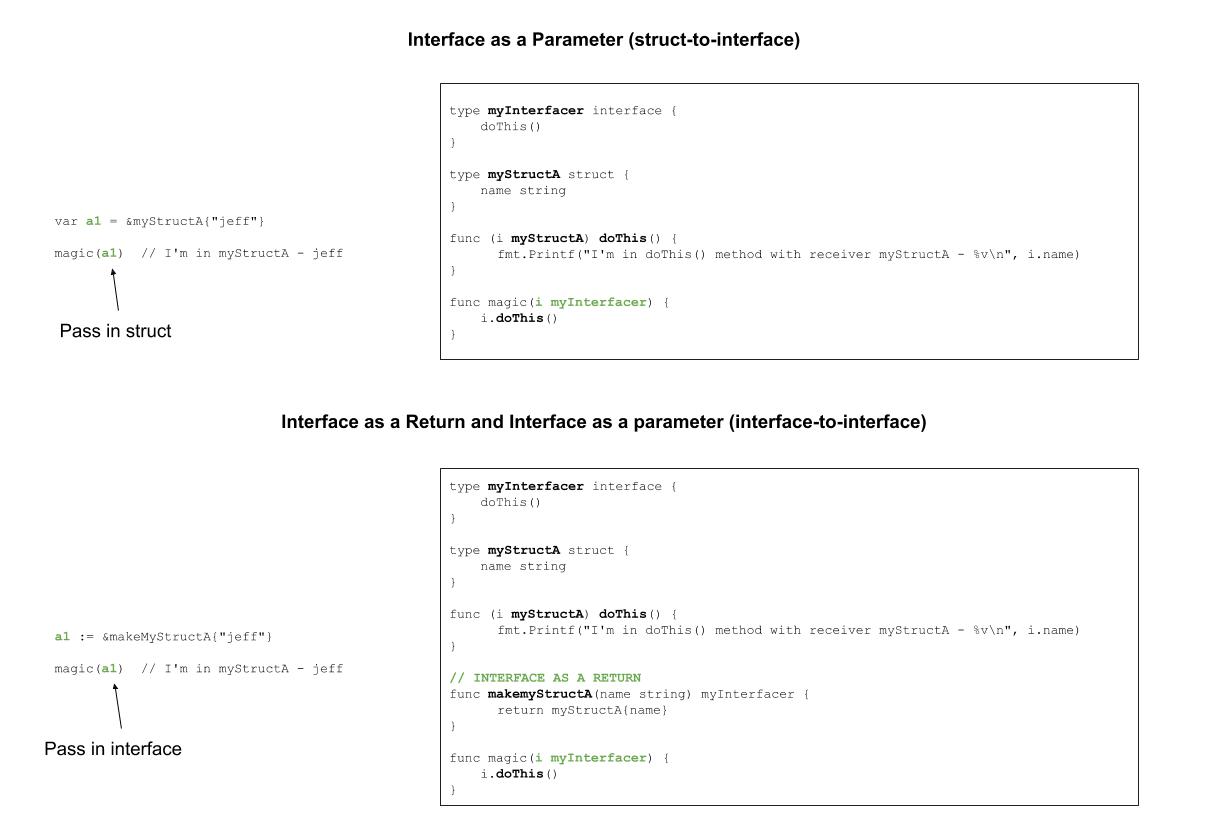 Interface as a Parameter (struct-to-interface)
type myInterfacer interface {
doThis()
}
type myStructA struct {
name string
}
func (i myStructA) doThis() {
fmt.Printf("I'm in doThis() method with receiver myStructA - %v\n", i.name)
}
func magic(i myInterfacer) {
i.doThis()
}
var a1 = &myStructA{"jeff"}
magic(a1)  // I'm in myStructA - jeff
Pass in struct
Interface as a Return and Interface as a parameter (interface-to-interface)
type myInterfacer interface {
doThis()
}
type myStructA struct {
name string
}
func (i myStructA) doThis() {
fmt.Printf("I'm in doThis() method with receiver myStructA - %v\n", i.name)
}
// INTERFACE AS A RETURN
func makemyStructA(name string) myInterfacer {
return myStructA{name}
}
func magic(i myInterfacer) {
i.doThis()
}
a1 := &makeMyStructA{"jeff"}
magic(a1)  // I'm in myStructA - jeff
Pass in interface